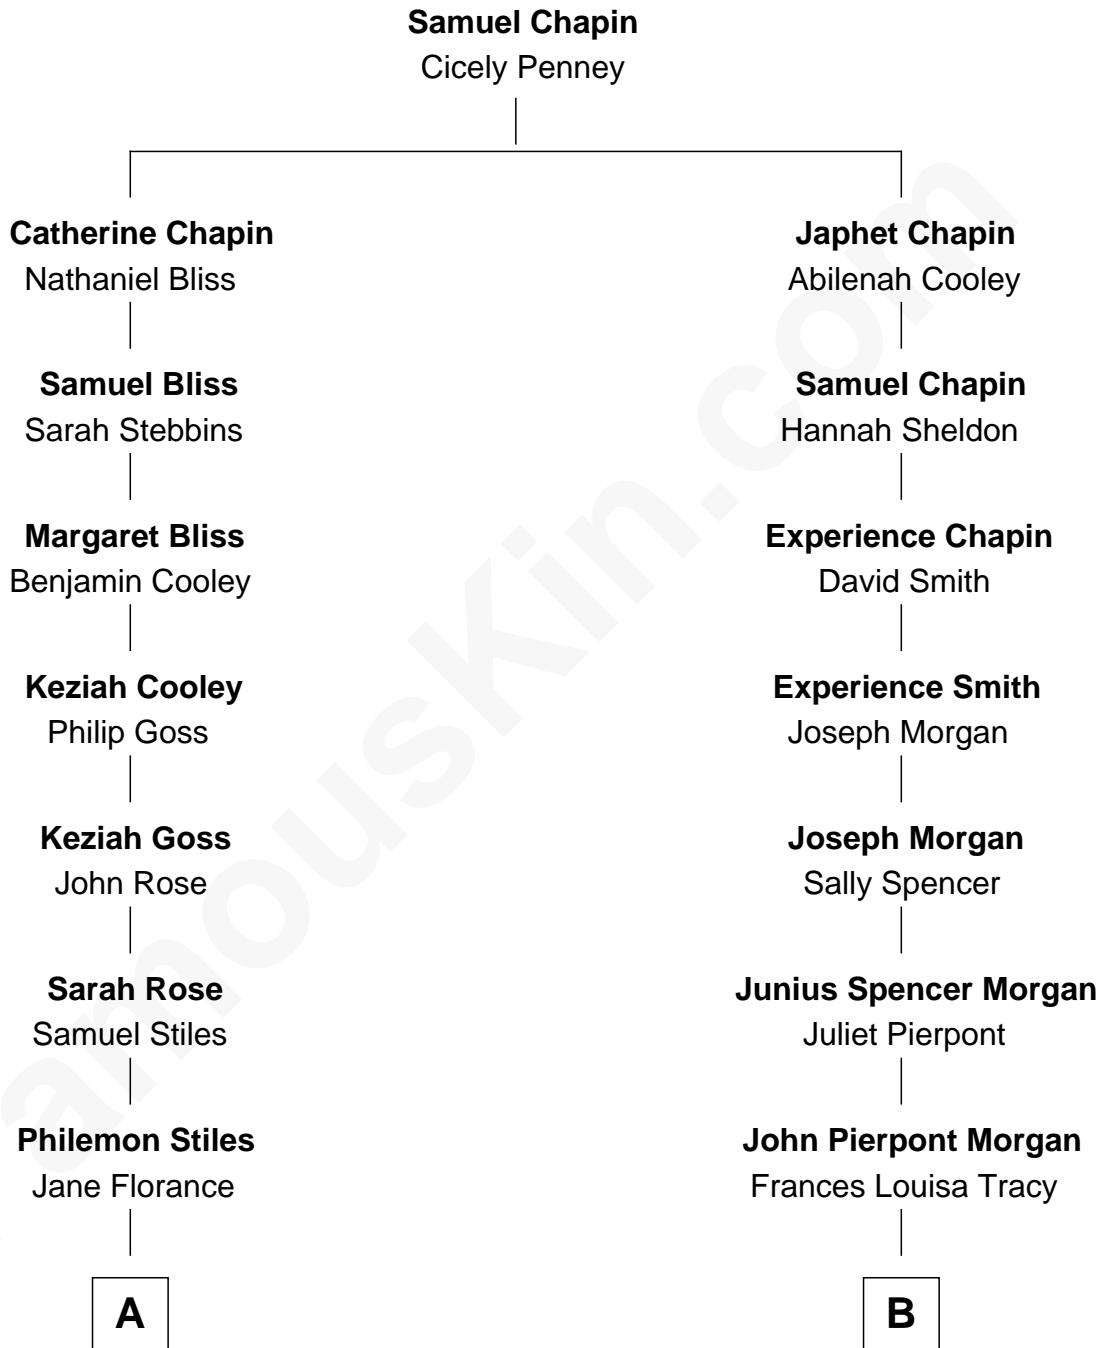 Samuel Chapin
Cicely Penney
Catherine Chapin
Nathaniel Bliss
Japhet Chapin
Abilenah Cooley
Samuel Bliss
Sarah Stebbins
Samuel Chapin
Hannah Sheldon
Margaret Bliss
Benjamin Cooley
Experience Chapin
David Smith
Keziah Cooley
Philip Goss
Experience Smith
Joseph Morgan
Keziah Goss
John Rose
Joseph Morgan
Sally Spencer
Sarah Rose
Samuel Stiles
Junius Spencer Morgan
Juliet Pierpont
Philemon Stiles
Jane Florance
John Pierpont Morgan
Frances Louisa Tracy
A
B
amousKin.com